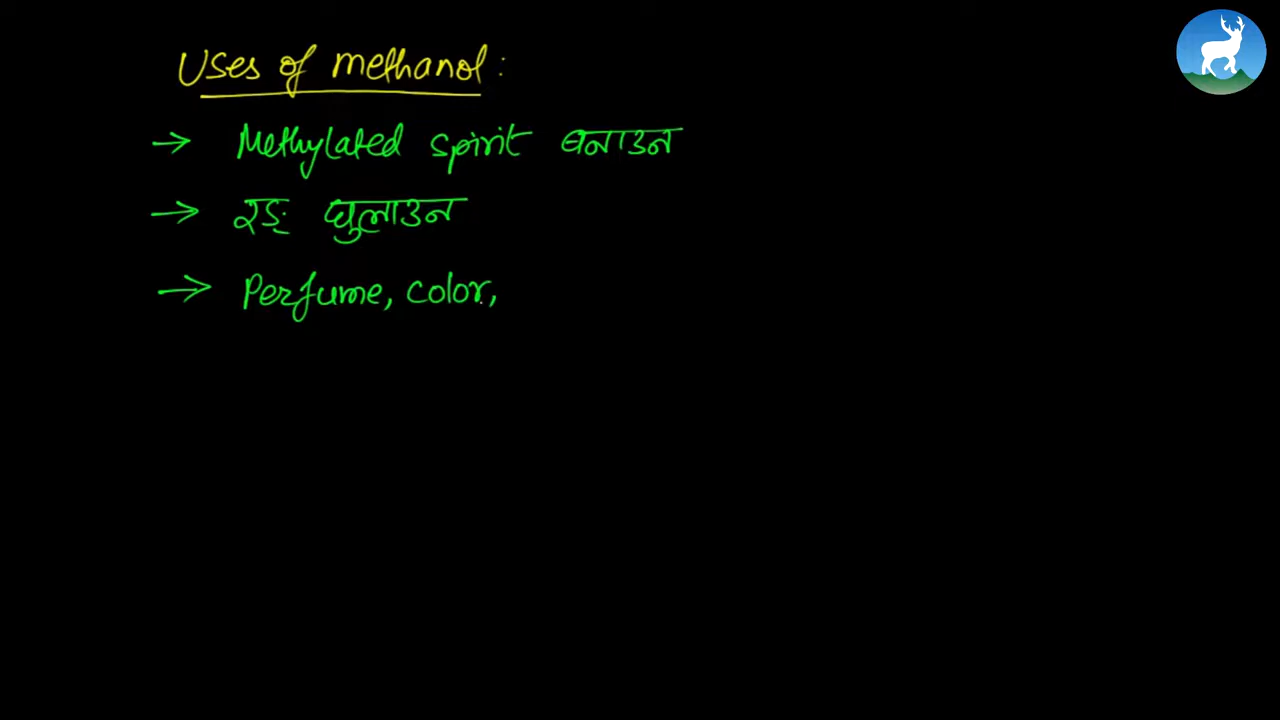 Uses of methanol:
→ Methylated spirit बनाउन
→ रङ्ग घुलाउन
→ Perfume, color,